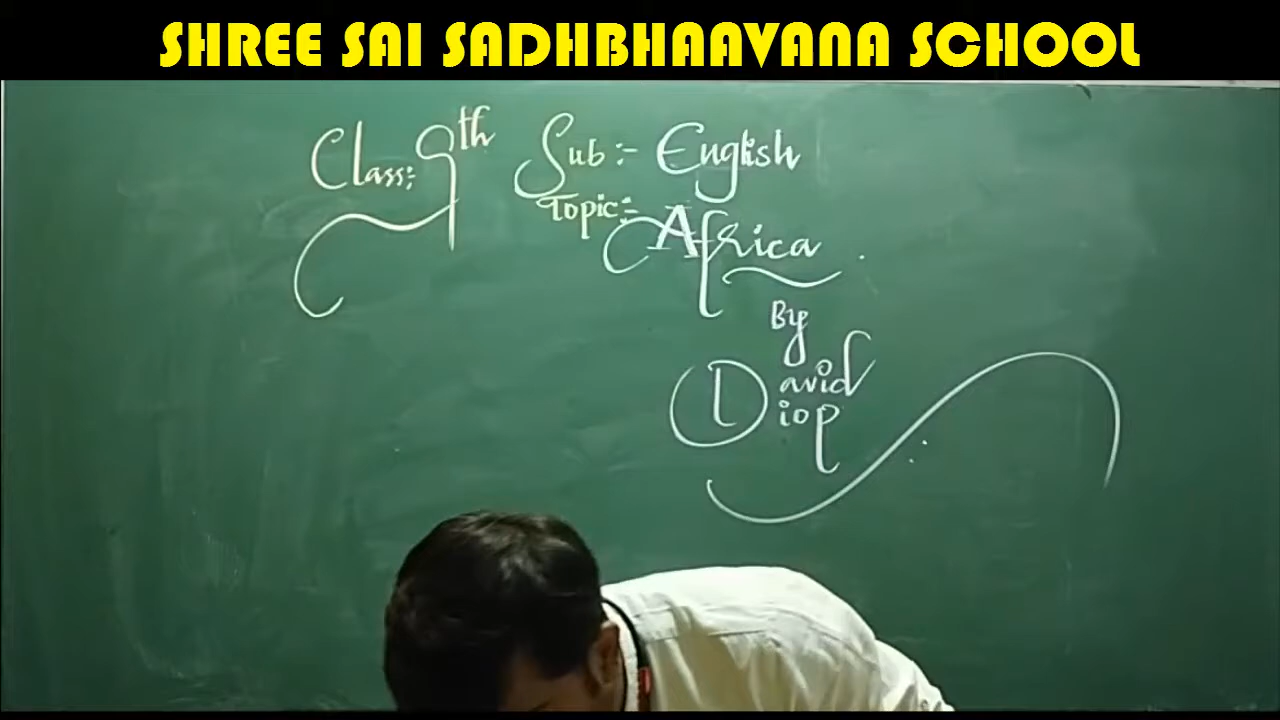 SHREE SAI SADHBHAAVANA SCHOOL
Class:- 9th Sub:- English
Topic:- Africa
By
David
Diop